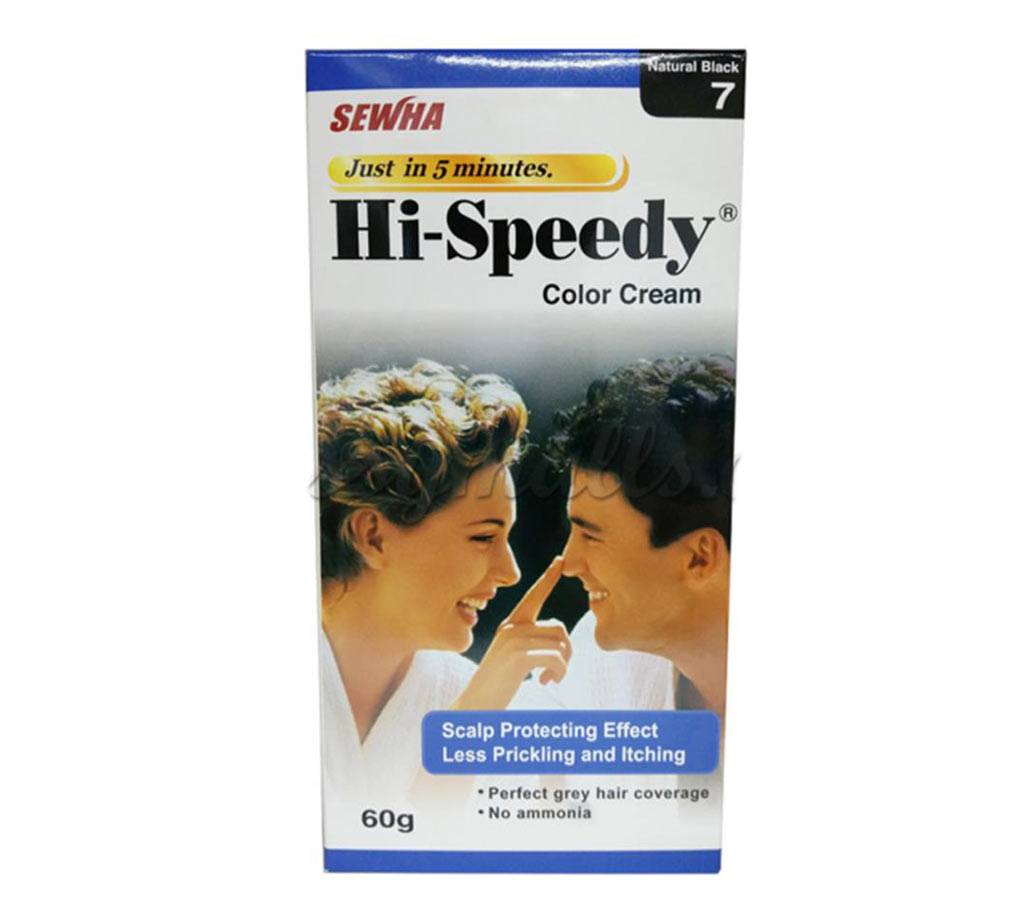 Natural Black
7
SEWHA
Just in 5 minutes.
Hi-Speedy®
Color Cream
Scalp Protecting Effect
Less Prickling and Itching
• Perfect grey hair coverage
• No ammonia
60g